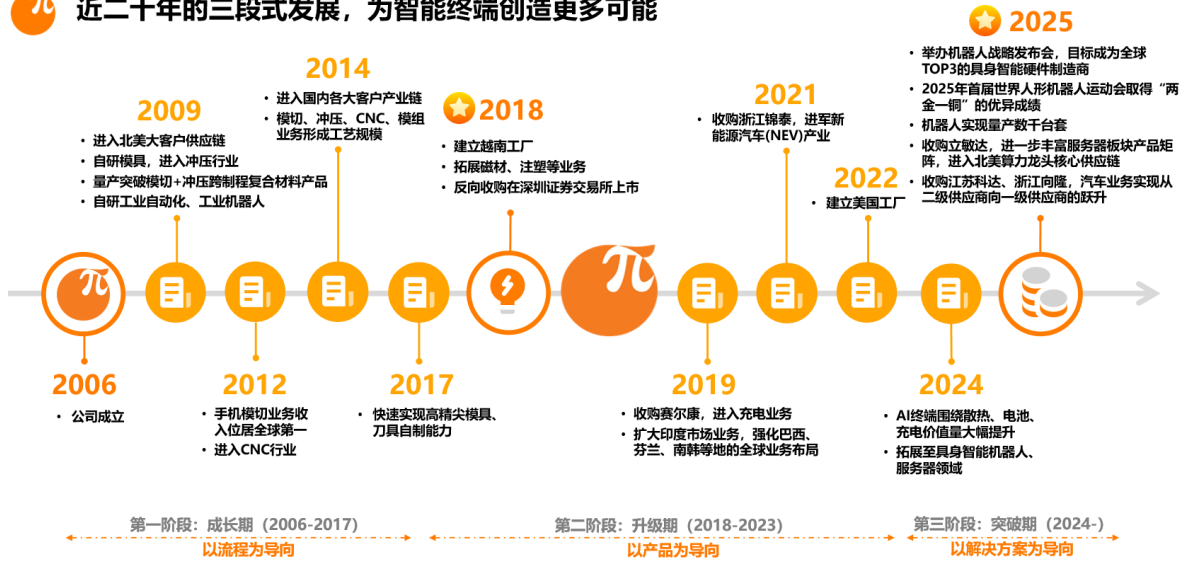 π
近二十年的三段式发展，为智能终端创造更多可能
2006
• 公司成立
2009
• 进入北美大客户供应链
• 自研模具，进入冲压行业
• 量产突破模切+冲压跨制程复合材料产品
• 自研工业自动化、工业机器人
2012
• 手机模切业务收
入位居全球第一
• 进入CNC行业
2014
• 进入国内各大客户产业链
• 模切、冲压、CNC、模组
业务形成工艺规模
2017
• 快速实现高精尖模具、
刀具自制能力
2018
• 建立越南工厂
• 拓展磁材、注塑等业务
• 反向收购在深圳证券交易所上市
π
π
2019
• 收购赛尔康，进入充电业务
• 扩大印度市场业务，强化巴西、
芬兰、南韩等地的全球业务布局
2021
• 收购浙江锦泰，进军新
能源汽车(NEV)产业
2022
• 建立美国工厂
2024
• AI终端围绕散热、电池、
充电价值量大幅提升
• 拓展至具身智能机器人、
服务器领域
2025
• 举办机器人战略发布会，目标成为全球
TOP3的具身智能硬件制造商
• 2025年首届世界人形机器人运动会取得“两
金一铜”的优异成绩
• 机器人实现量产数千台套
• 收购立敏达，进一步丰富服务器板块产品矩
阵，进入北美算力龙头核心供应链
• 收购江苏科达、浙江向隆，汽车业务实现从
二级供应商向一级供应商的跃升
第一阶段：成长期（2006-2017）
以流程为导向
第二阶段：升级期（2018-2023）
以产品为导向
第三阶段：突破期（2024-）
以解决方案为导向